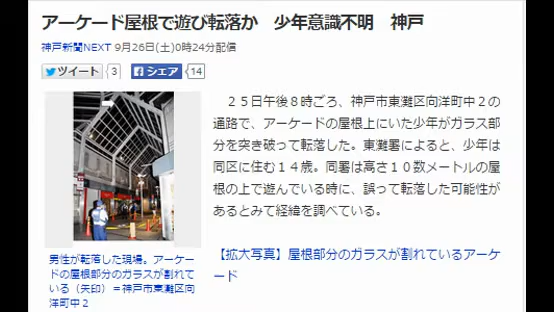 アーケード屋根で遊び転落か　少年意識不明　神戸
神戸新聞NEXT 9月26日(土)0時24分配信
ツイート 3 シェア 14
２５日午後８時ごろ、神戸市東灘区向洋町中２の
通路で、アーケードの屋根上にいた少年がガラス部
分を突き破って転落した。東灘署によると、少年は
同区に住む１４歳。同署は高さ１０数メートルの屋
根の上で遊んでいる時に、誤って転落した可能性が
あるとみて経緯を調べている。
【拡大写真】屋根部分のガラスが割れているアーケ
ード
男性が転落した現場。アーケー
ドの屋根部分のガラスが割れて
いる（矢印）＝神戸市東灘区向
洋町中２